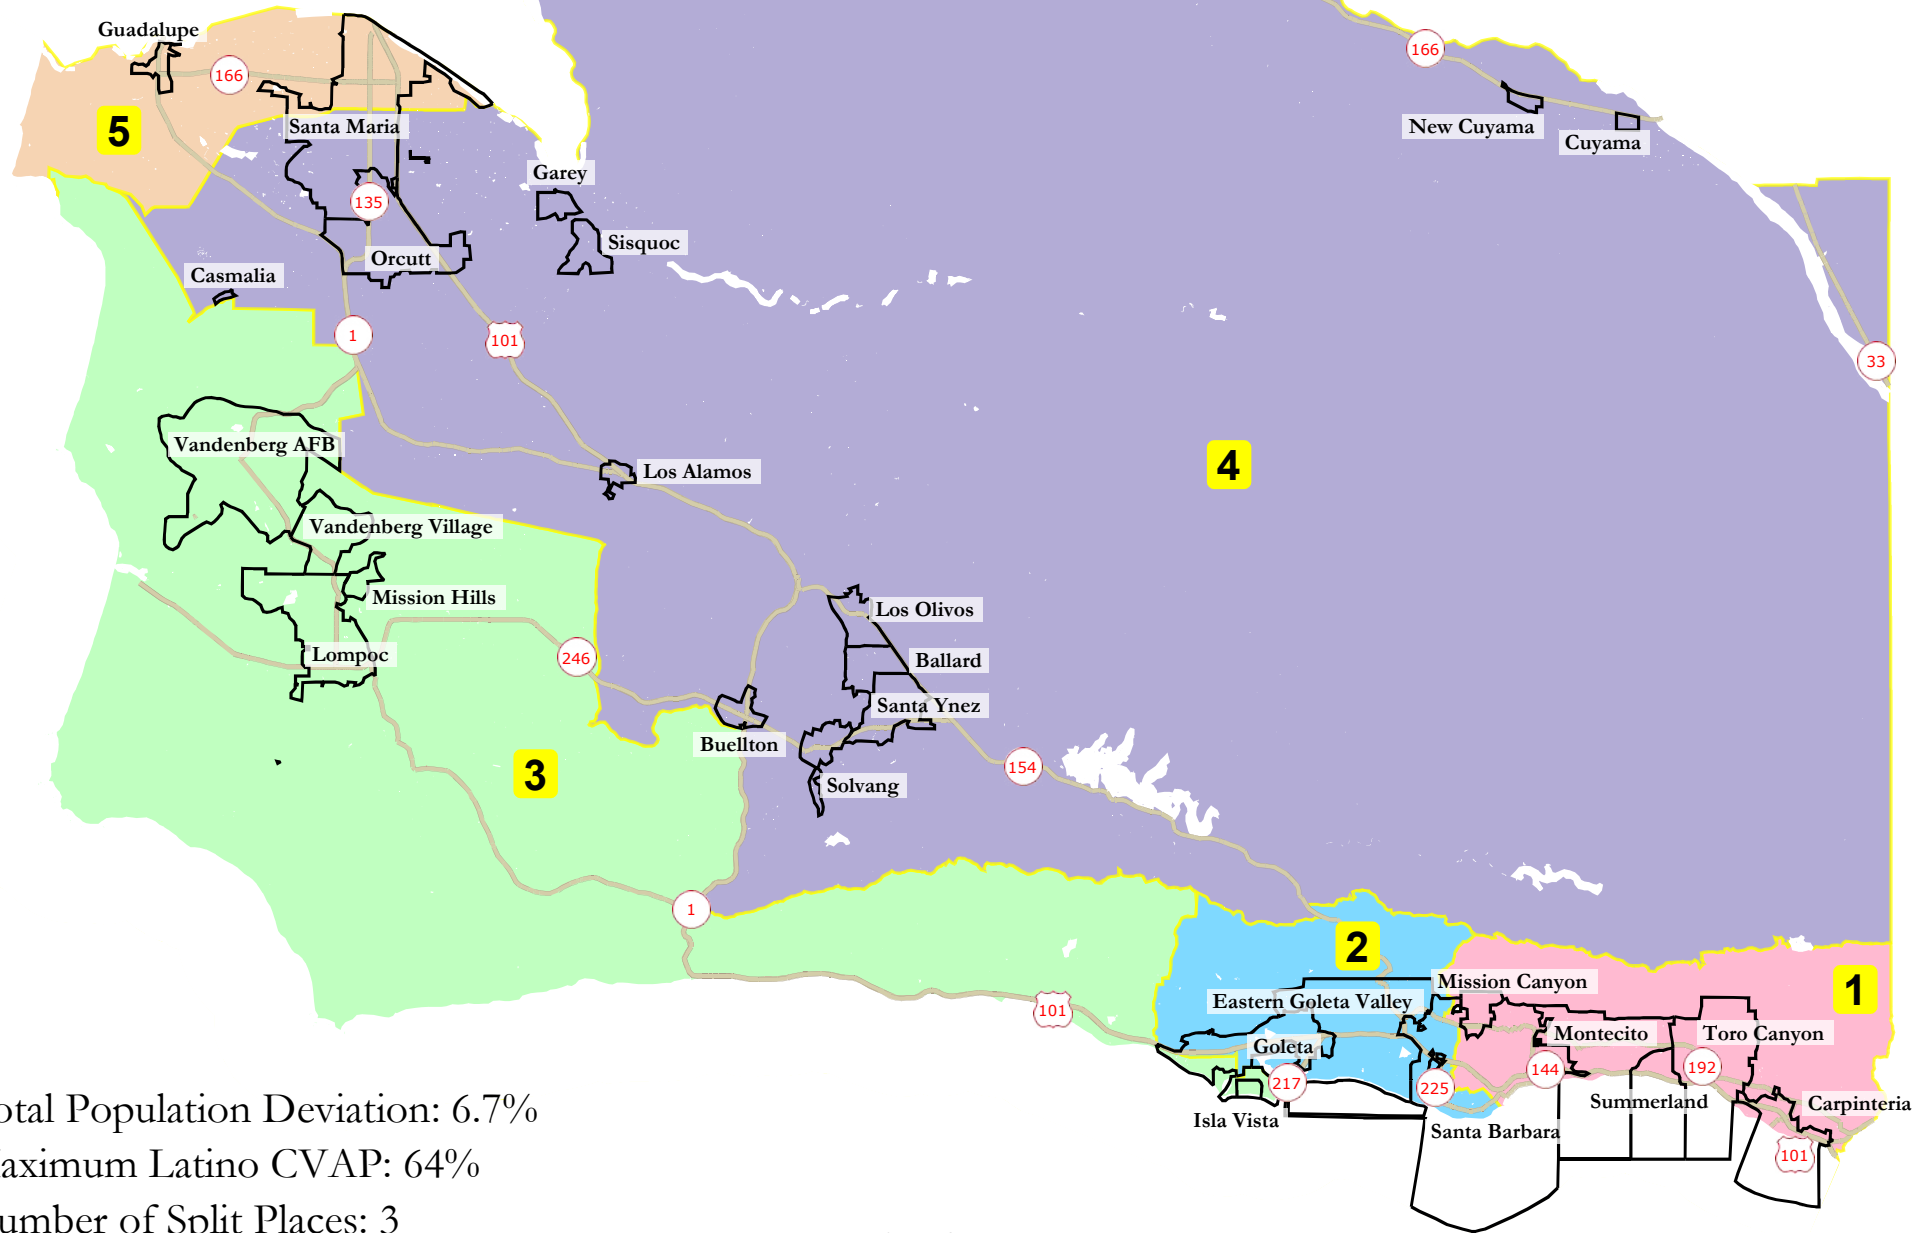 Guadalupe
166
166
5
Santa Maria
New Cuyama
Cuyama
Garey
135
Sisquoc
Orcutt
Casmalia
1
101
33
Vandenberg AFB
Los Alamos
4
Vandenberg Village
Mission Hills
Los Olivos
Lompoc
246
Ballard
Santa Ynez
Buellton
3
154
Solvang
1
2
Mission Canyon
1
Eastern Goleta Valley
101
Goleta
Montecito
Toro Canyon
217
225
144
192
Isla Vista
Summerland
Carpinteria
Santa Barbara
101
otal Population Deviation: 6.7%
aximum Latino CVAP: 64%
umber of Split Places: 3